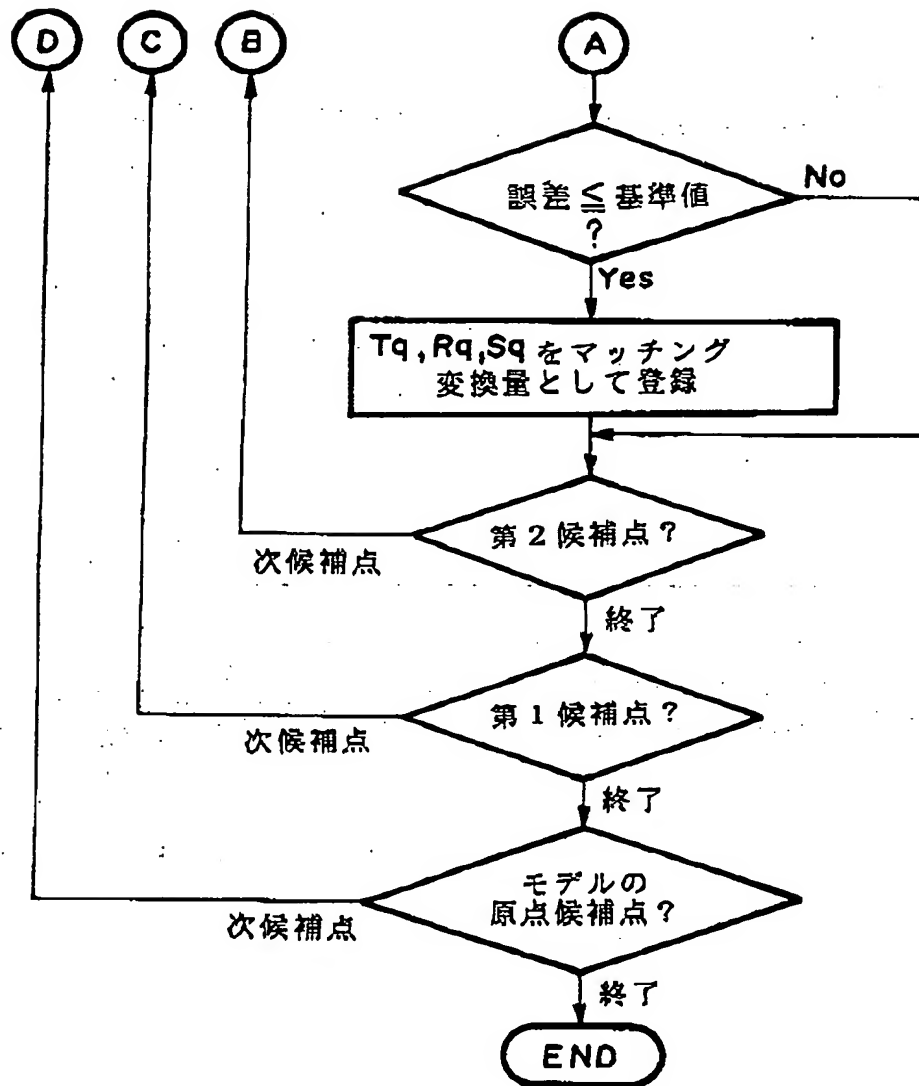 D
C
B
A
誤差≦基準値
?
No
Yes
Tq,Rq,Sqをマッチング
変換量として登録
第2候補点?
次候補点
終了
第1候補点?
次候補点
終了
モデルの
原点候補点?
次候補点
終了
END